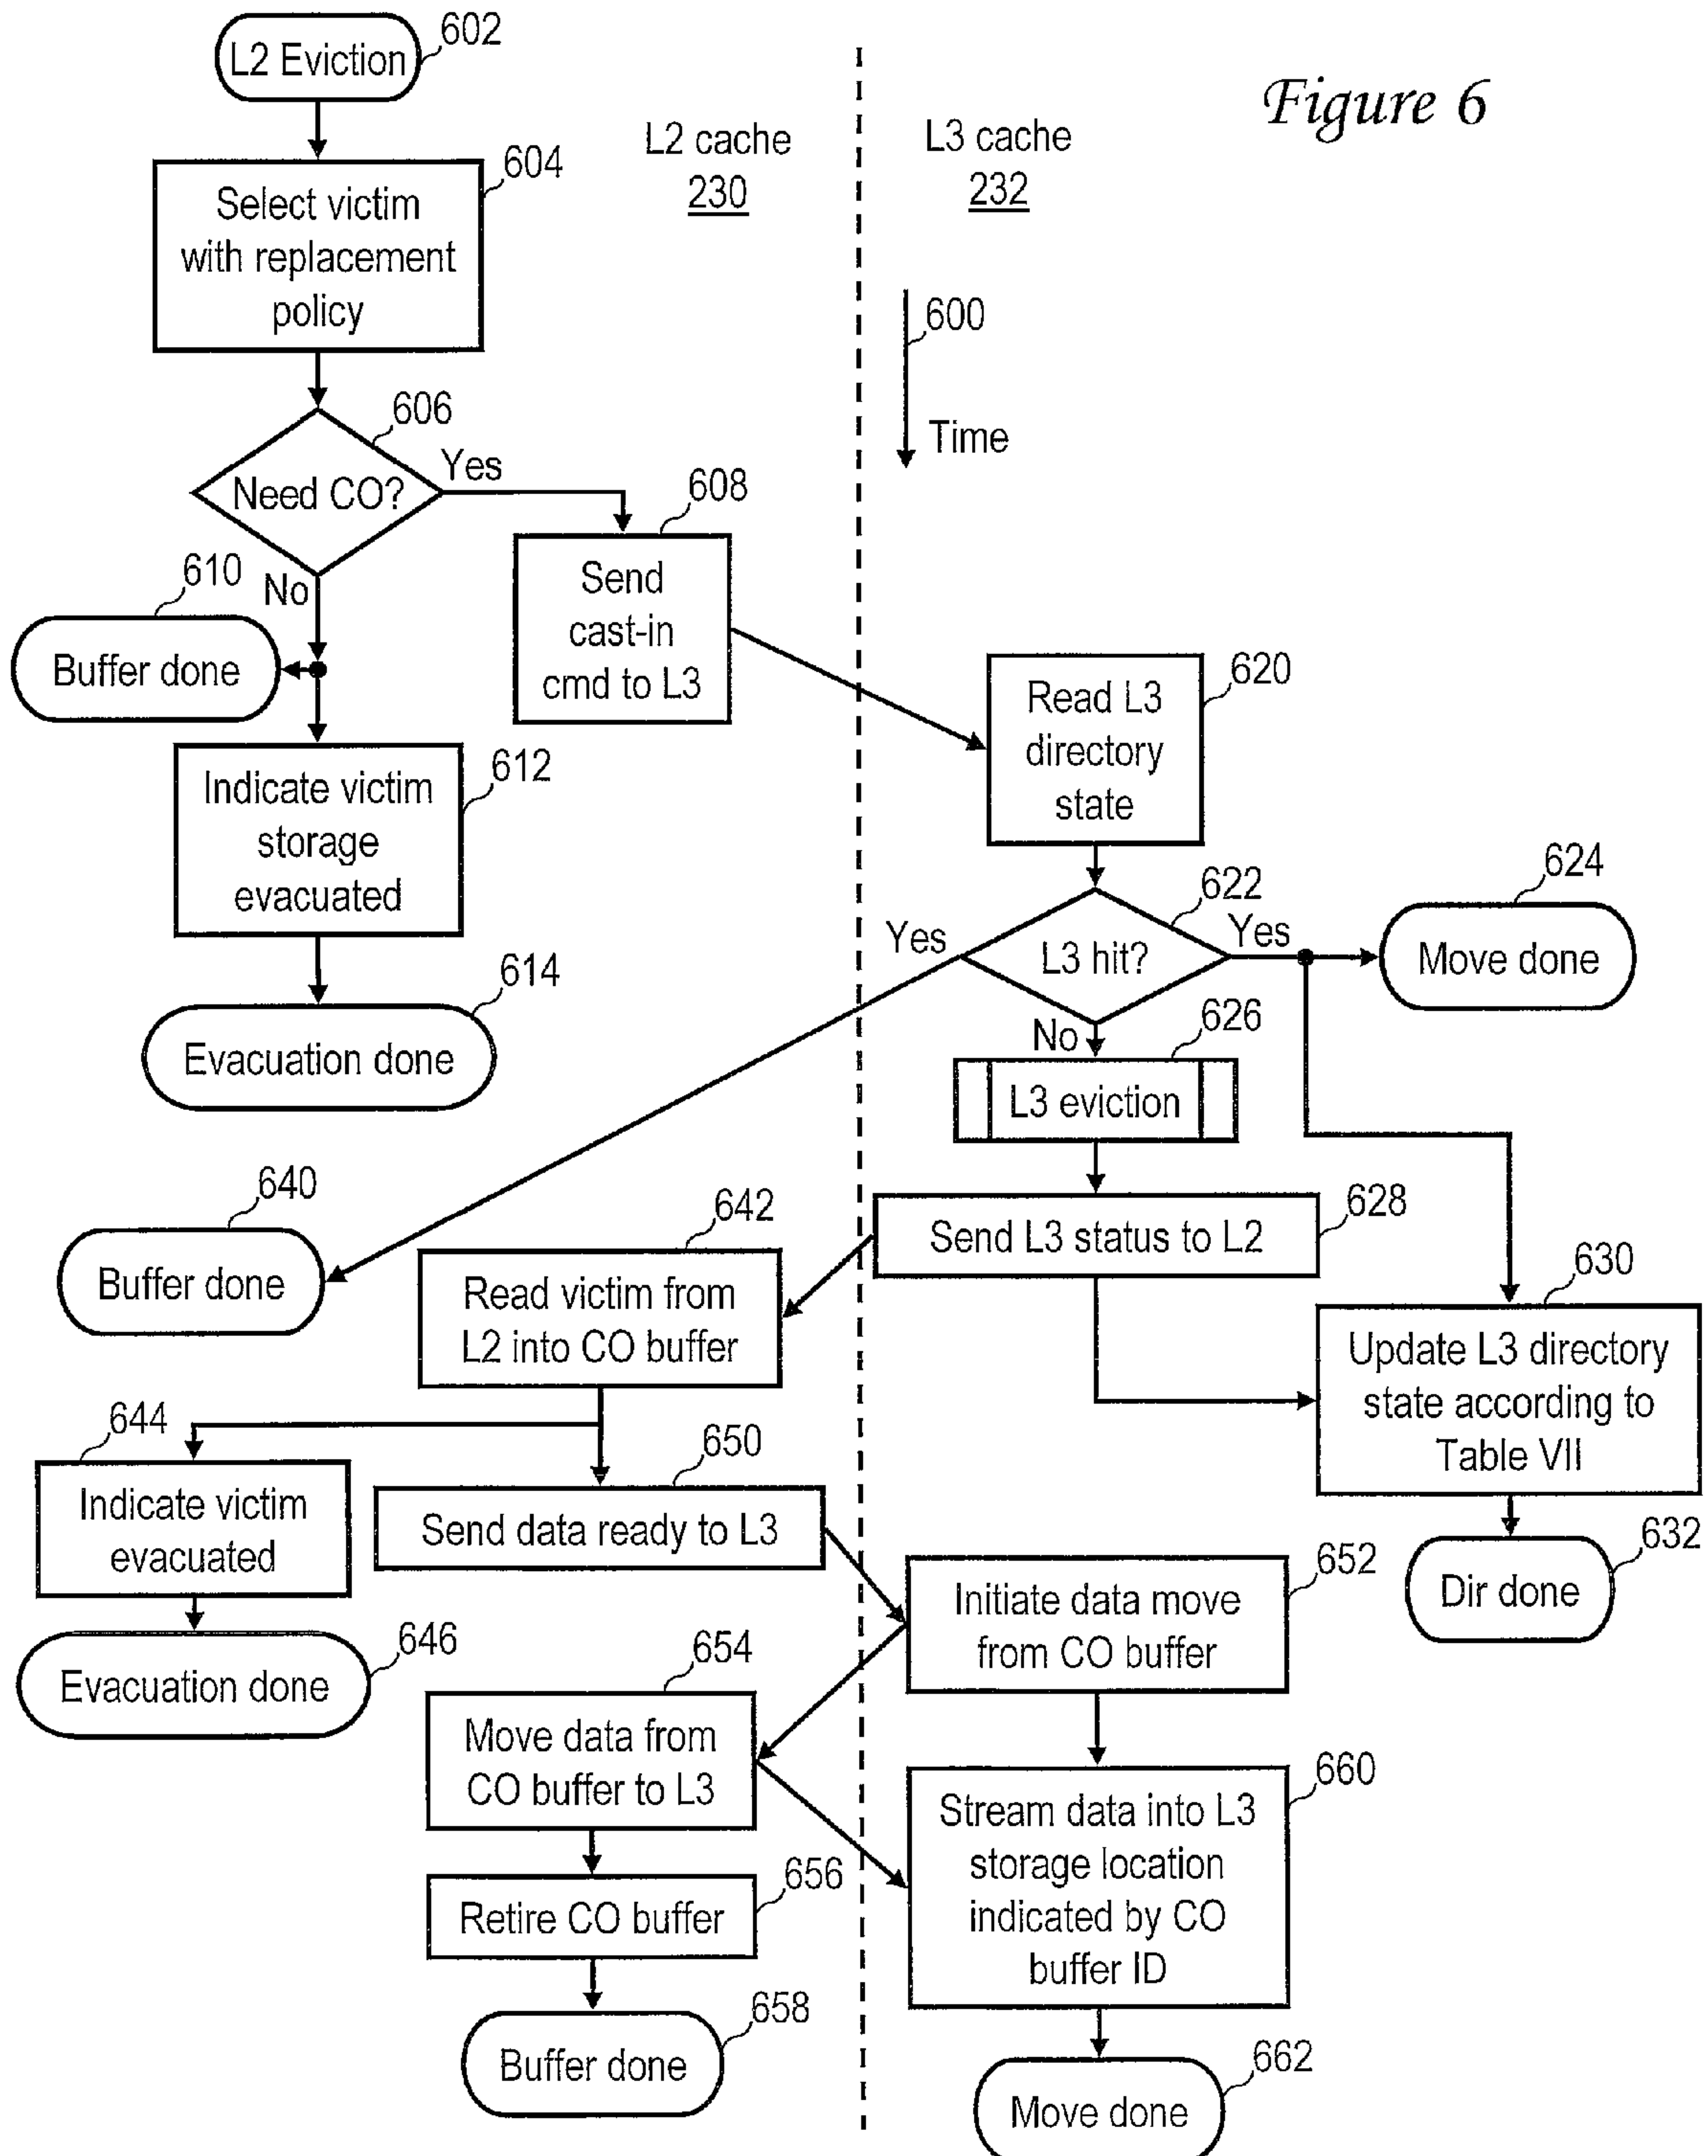 Figure 6
L2 Eviction
602
L2 cache
230
L3 cache
232
604
Select victim
with replacement
policy
600
Time
606
Need CO?
Yes
No
608
Send
cast-in
cmd to L3
610
Buffer done
612
Indicate victim
storage
evacuated
614
Evacuation done
620
Read L3
directory
state
622
L3 hit?
Yes
Yes
No
624
Move done
626
L3 eviction
628
Send L3 status to L2
630
Update L3 directory
state according to
Table VII
632
Dir done
640
Buffer done
642
Read victim from
L2 into CO buffer
644
Indicate victim
evacuated
646
Evacuation done
650
Send data ready to L3
652
Initiate data move
from CO buffer
654
Move data from
CO buffer to L3
656
Retire CO buffer
658
Buffer done
660
Stream data into L3
storage location
indicated by CO
buffer ID
662
Move done